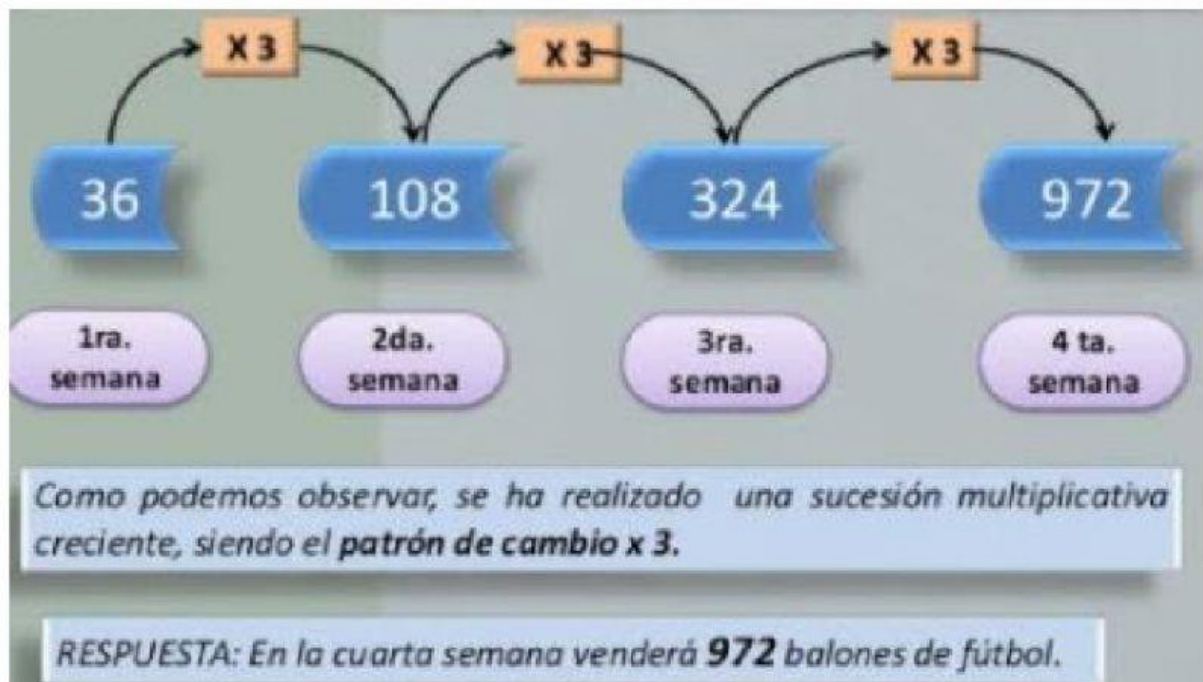 X 3
X 3
X 3
36
108
324
972
1ra.
semana
2da.
semana
3ra.
semana
4 ta.
semana
Como podemos observar, se ha realizado una sucesión multiplicativa
creciente, siendo el patrón de cambio x 3.
RESPUESTA: En la cuarta semana venderá 972 balones de fútbol.